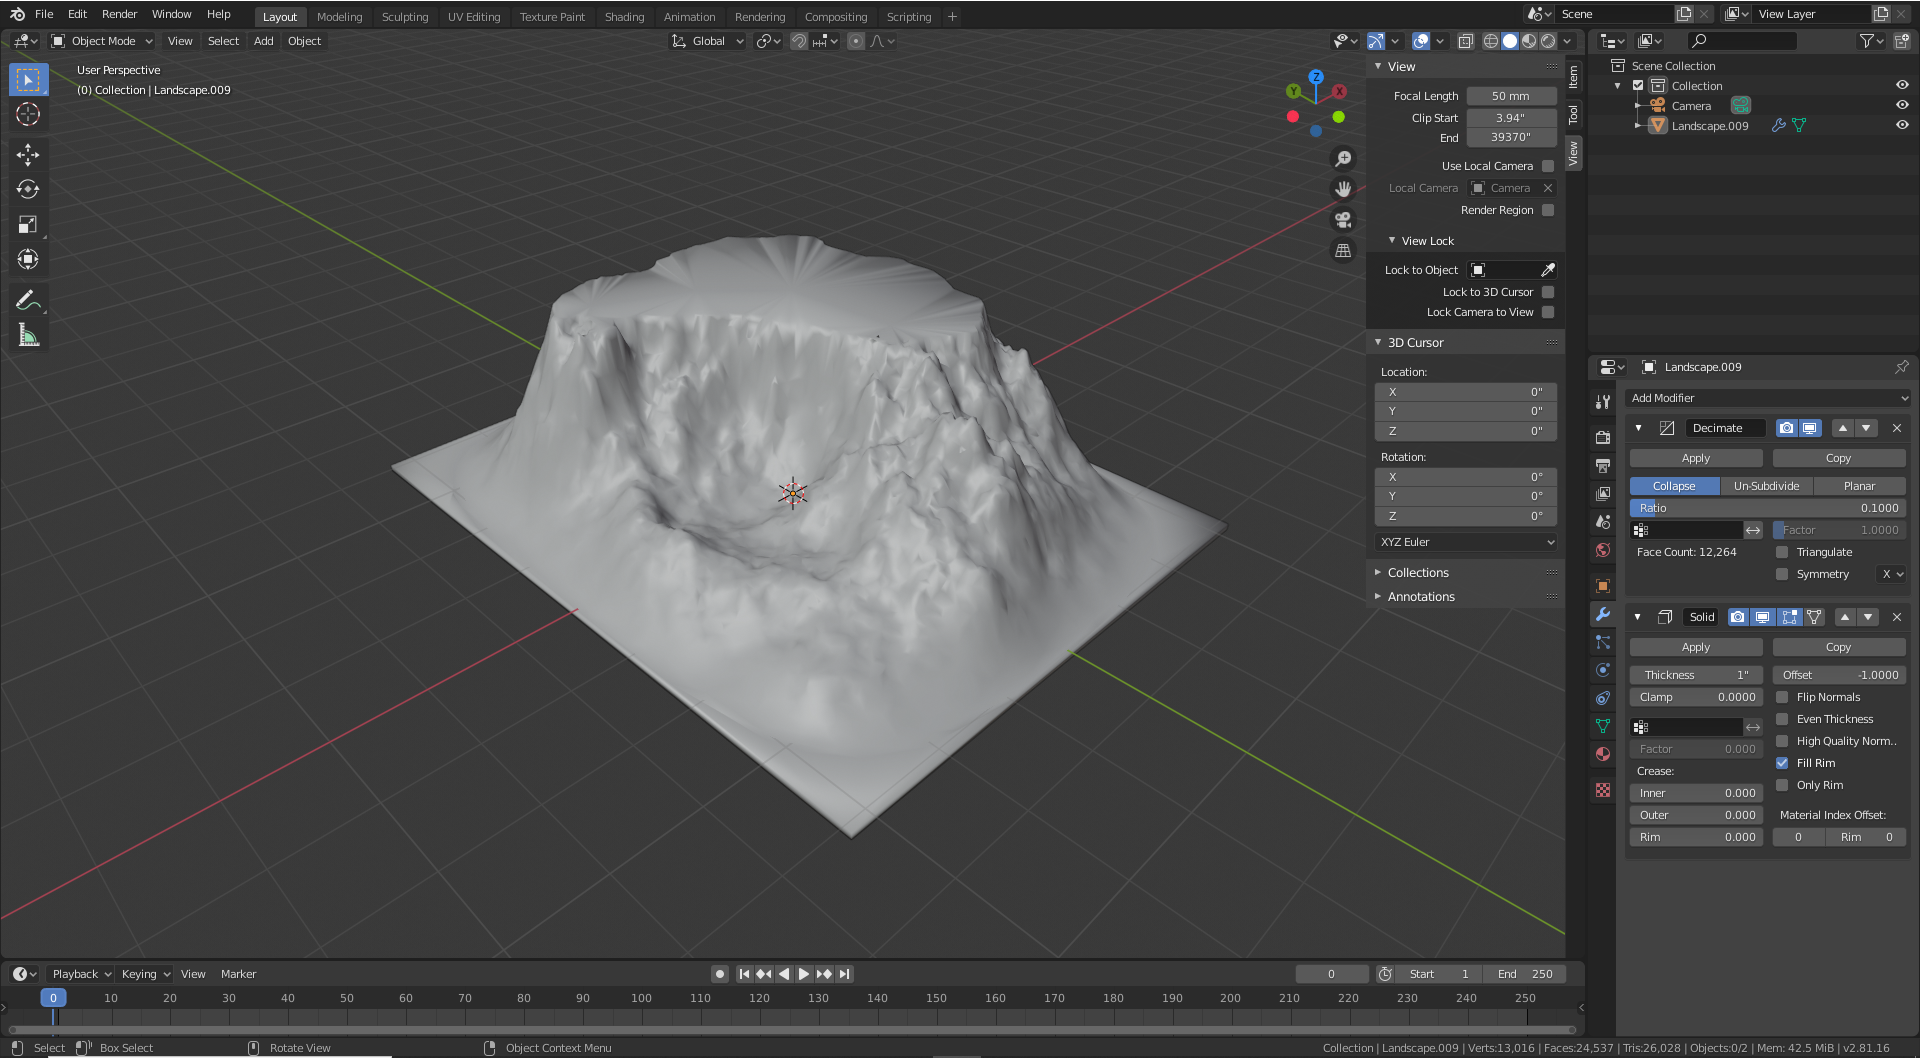 File Edit Render Window Help Layout Modeling Sculpting UV Editing Texture Paint Shading Animation Rendering Compositing Scripting + Scene View Layer
Object Mode View Select Add Object Global
User Perspective
(0) Collection | Landscape.009
Z
Y
X
View
Focal Length 50 mm
Clip Start 3.94"
End 39370"
Use Local Camera
Local Camera Camera
Render Region
View Lock
Lock to Object
Lock to 3D Cursor
Lock Camera to View
3D Cursor
Location:
X 0"
Y 0"
Z 0"
Rotation:
X 0°
Y 0°
Z 0°
XYZ Euler
Collections
Annotations
Item
Tool
View
Scene Collection
Collection
Camera
Landscape.009
Landscape.009
Add Modifier
Decimate
Apply Copy
Collapse Un-Subdivide Planar
Ratio 0.1000
Factor 1.0000
Face Count: 12,264 Triangulate
Symmetry X
Solid
Apply Copy
Thickness 1" Offset -1.0000
Clamp 0.0000 Flip Normals
Even Thickness
High Quality Norm..
Factor 0.000
Fill Rim
Crease:
Only Rim
Inner 0.000
Outer 0.000 Material Index Offset:
Rim 0.000 0 Rim 0
Playback Keying View Marker 0 Start 1 End 250
0 10 20 30 40 50 60 70 80 90 100 110 120 130 140 150 160 170 180 190 200 210 220 230 240 250
Select Box Select Rotate View Object Context Menu Collection | Landscape.009 | Verts:13,016 | Faces:24,537 | Tris:26,028 | Objects:0/2 | Mem: 42.5 MiB | v2.81.16